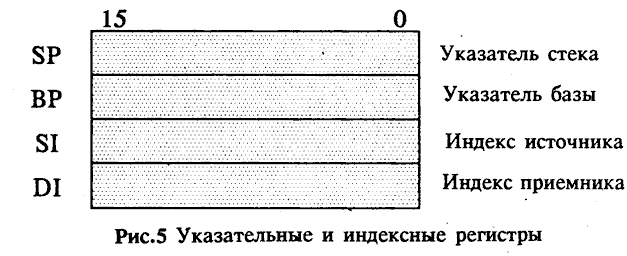 15 0
SP Указатель стека
BP Указатель базы
SI Индекс источника
DI Индекс приемника
Рис.5 Указательные и индексные регистры